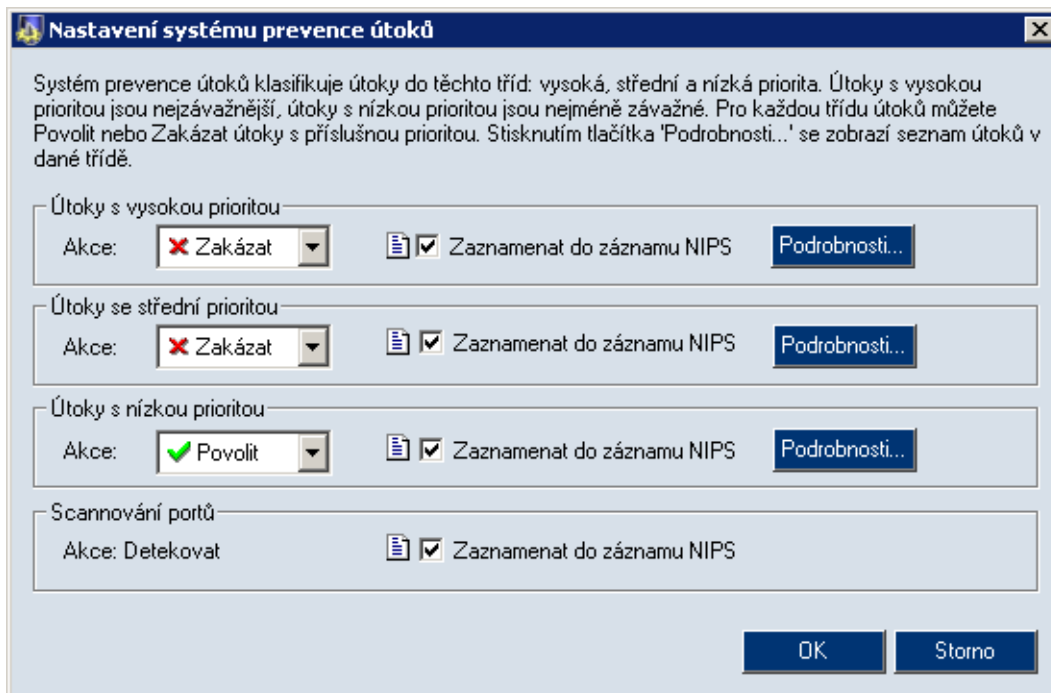 Nastavení systému prevence útoků
Systém prevence útoků klasifikuje útoky do těchto tříd: vysoká, střední a nízká priorita. Útoky s vysokou
prioritou jsou nejzávažnější, útoky s nízkou prioritou jsou nejméně závažné. Pro každou třídu útoků můžete
Povolit nebo Zakázat útoky s příslušnou prioritou. Stisknutím tlačítka 'Podrobnosti...' se zobrazí seznam útoků v
dané třídě.
Útoky s vysokou prioritou
Akce: Zakázat Zaznamenat do záznamu NIPS Podrobnosti...
Útoky se střední prioritou
Akce: Zakázat Zaznamenat do záznamu NIPS Podrobnosti...
Útoky s nízkou prioritou
Akce: Povolit Zaznamenat do záznamu NIPS Podrobnosti...
Scannování portů
Akce: Detekovat Zaznamenat do záznamu NIPS
OK Storno